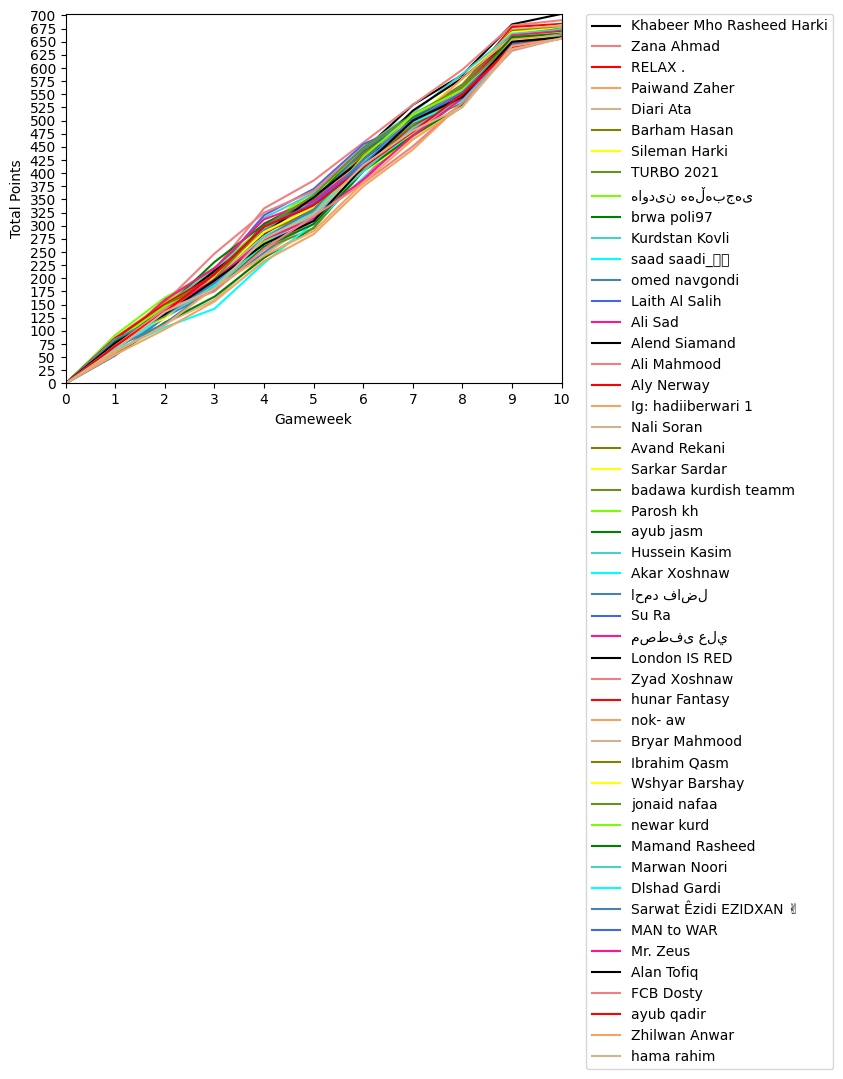 700
675
650
625
600
575
550
525
500
475
450
425
400
375
350
325
300
275
250
225
200
175
150
125
100
75
50
25
0
Total Points
0 1 2 3 4 5 6 7 8 9 10
Gameweek
Khabeer Mho Rasheed Harki
Zana Ahmad
RELAX .
Paiwand Zaher
Diari Ata
Barham Hasan
Sileman Harki
TURBO 2021
هاودین هەڵەبجەی
brwa poli97
Kurdstan Kovli
saad saadi_
omed navgondi
Laith Al Salih
Ali Sad
Alend Siamand
Ali Mahmood
Aly Nerway
Ig: hadiiberwari 1
Nali Soran
Avand Rekani
Sarkar Sardar
badawa kurdish teamm
Parosh kh
ayub jasm
Hussein Kasim
Akar Xoshnaw
احمد فاضل
Su Ra
مصطفى علي
London IS RED
Zyad Xoshnaw
hunar Fantasy
nok- aw
Bryar Mahmood
Ibrahim Qasm
Wshyar Barshay
jonaid nafaa
newar kurd
Mamand Rasheed
Marwan Noori
Dlshad Gardi
Sarwat Êzidi EZIDXAN ✌
MAN to WAR
Mr. Zeus
Alan Tofiq
FCB Dosty
ayub qadir
Zhilwan Anwar
hama rahim